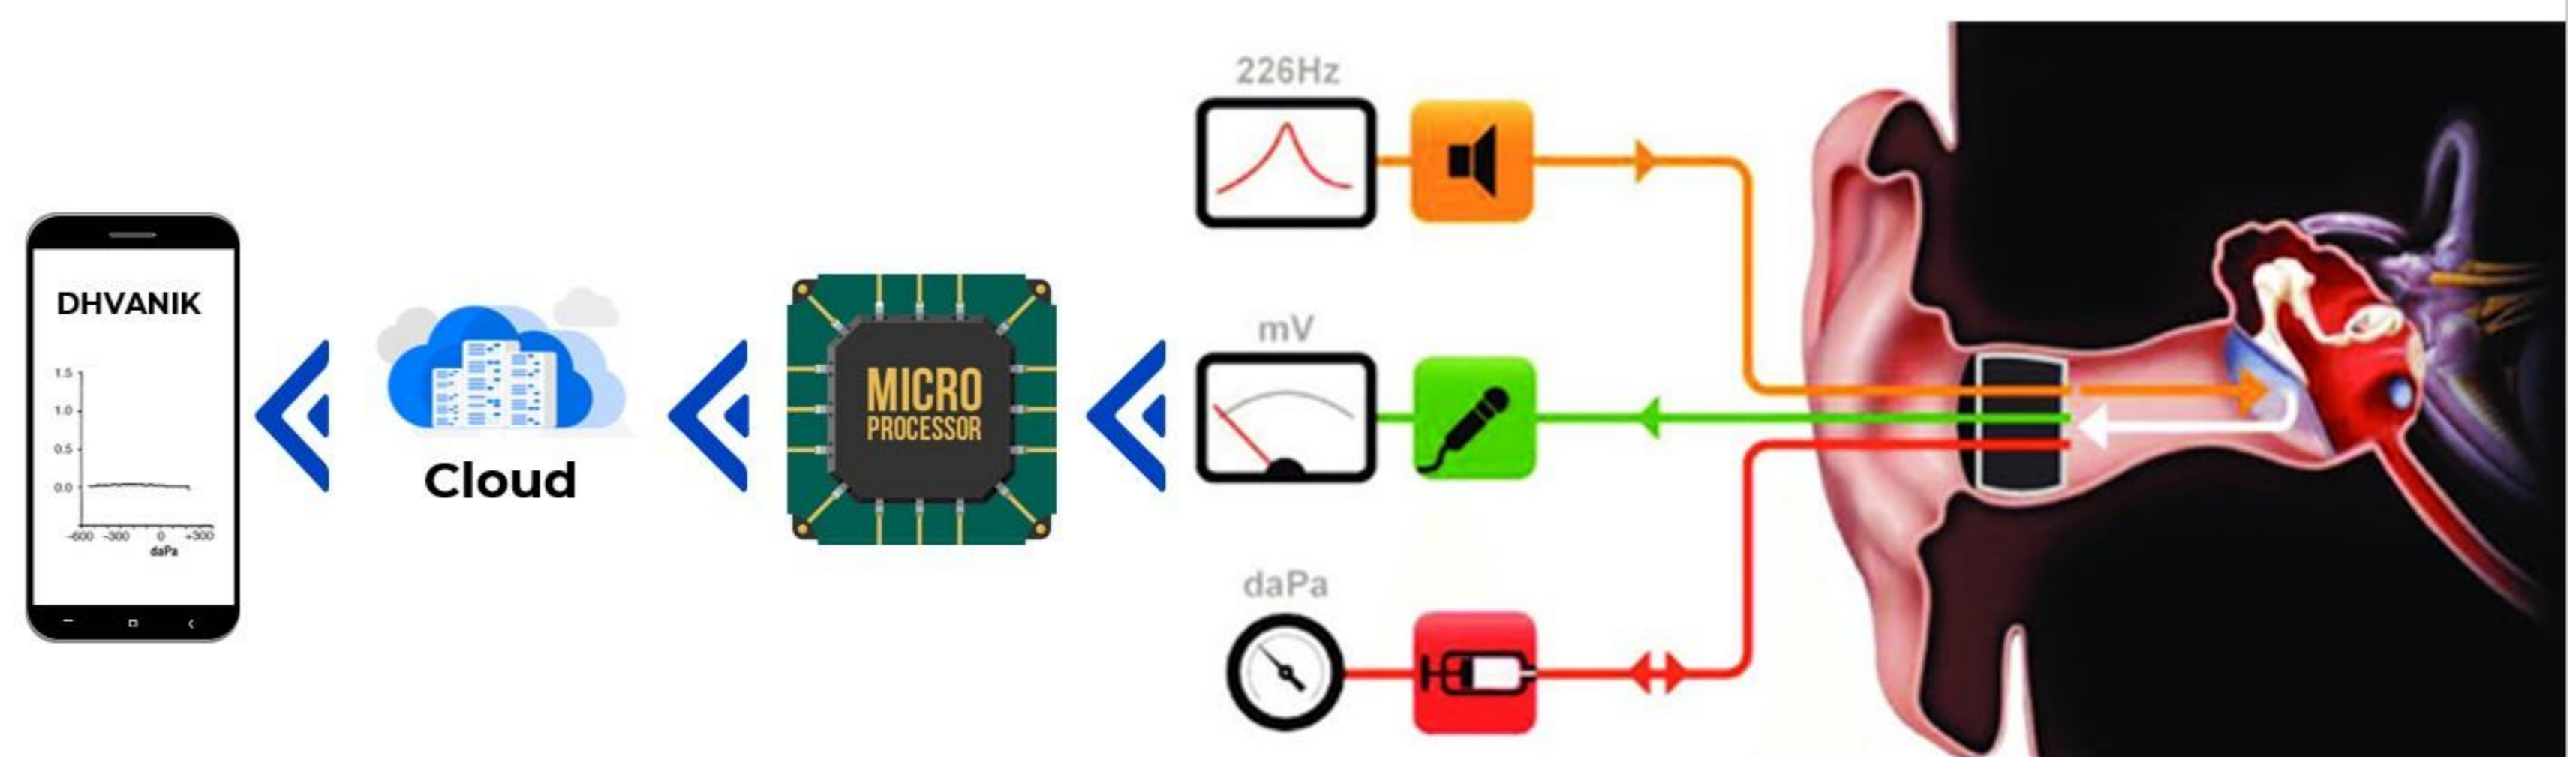 DHVANIK
1.5
1.0
0.5
0.0
-600 -300 0 +300
daPa
Cloud
MICRO
PROCESSOR
226Hz
mV
daPa